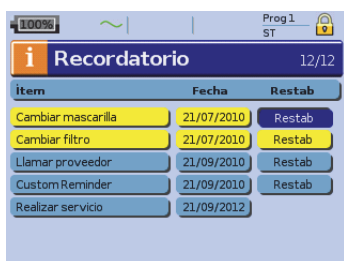 100% Prog 1
ST
i Recordatorio 12/12
Ítem Fecha Restab
Cambiar mascarilla 21/07/2010 Restab
Cambiar filtro 21/07/2010 Restab
Llamar proveedor 21/09/2010 Restab
Custom Reminder 21/09/2010 Restab
Realizar servicio 21/09/2012